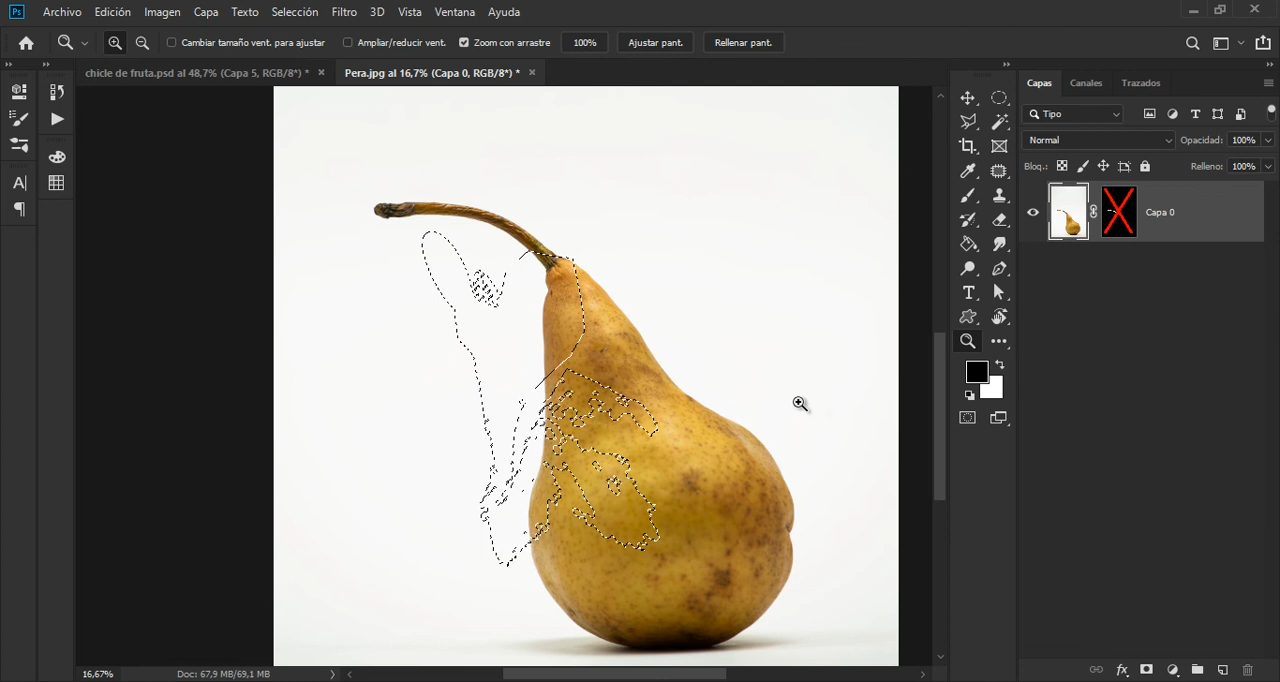 Ps Archivo Edición Imagen Capa Texto Selección Filtro 3D Vista Ventana Ayuda
Cambiar tamaño vent. para ajustar Ampliar/reducir vent. Zoom con arrastre 100% Ajustar pant. Rellenar pant.
chicle de fruta.psd al 48,7% (Capa 5, RGB/8*) * × Pera.jpg al 16,7% (Capa 0, RGB/8*) * ×
Capas Canales Trazados
Tipo
Normal Opacidad: 100%
Bloq.: Relleno: 100%
Capa 0
16,67% Doc: 67,9 MB/69,1 MB